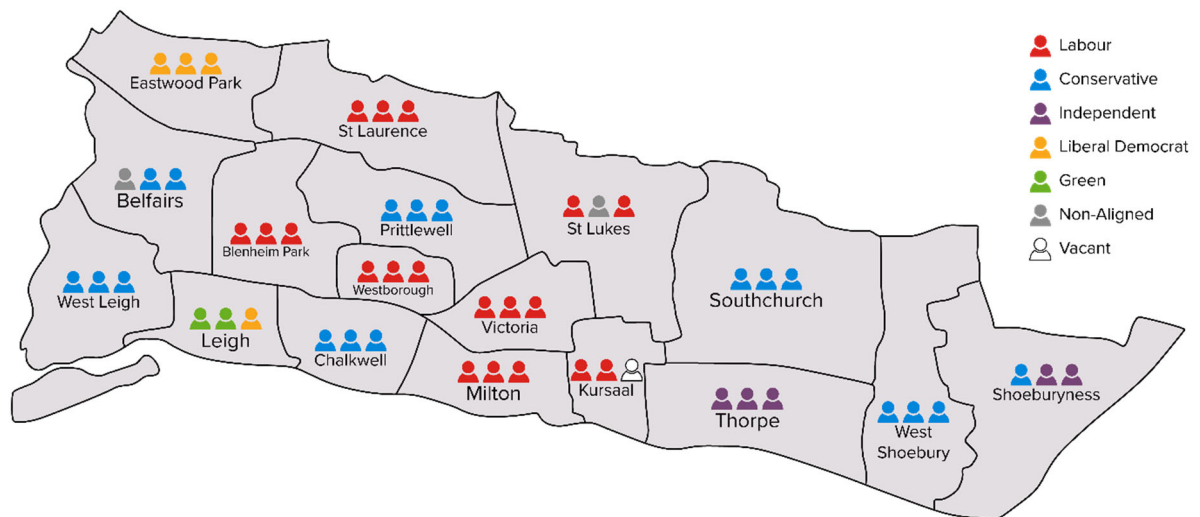 Labour
Conservative
Independent
Liberal Democrat
Green
Non-Aligned
Vacant
Eastwood Park
St Laurence
Belfairs
Prittlewell
St Lukes
Blenheim Park
West Leigh
Westborough
Southchurch
Leigh
Victoria
Chalkwell
Milton
Kursaal
Thorpe
Shoeburyness
West
Shoebury